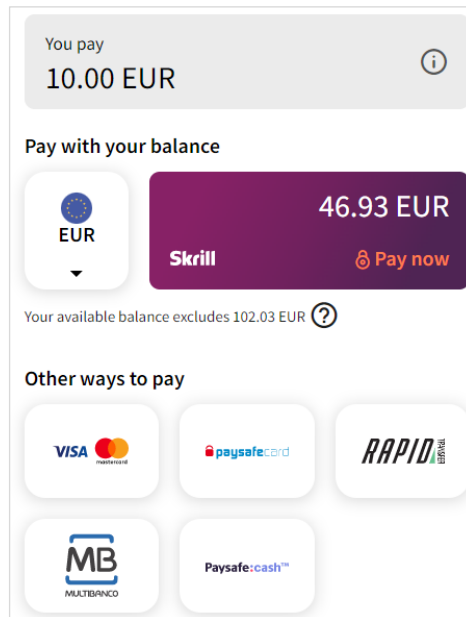 You pay
10.00 EUR
Pay with your balance
EUR
46.93 EUR
Skrill
Pay now
Your available balance excludes 102.03 EUR ?
Other ways to pay
VISA mastercard
paysafecard
RAPID TRANSFER
MB
MULTIBANCO
Paysafe:cash™